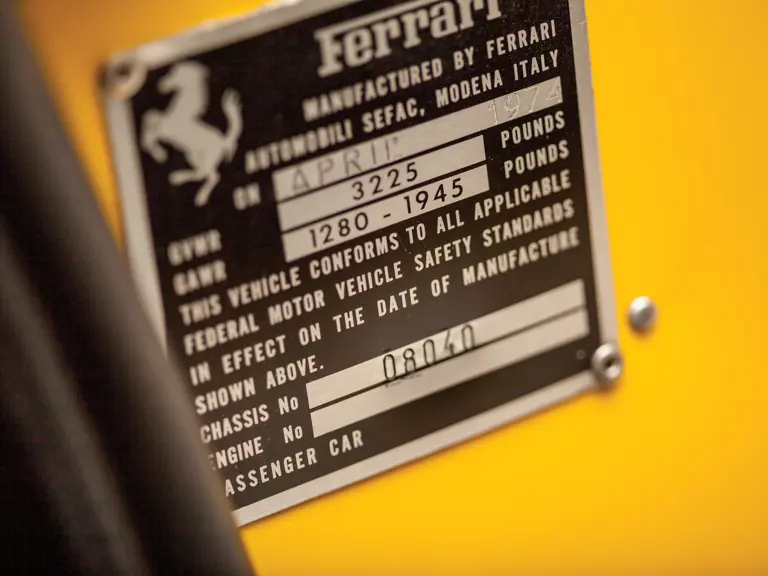 Ferrari
MANUFACTURED BY FERRARI
AUTOMOBILI SEFAC, MODENA ITALY
ON APRIL 1974
GVWR 3225 POUNDS
GAWR 1280 - 1945 POUNDS
THIS VEHICLE CONFORMS TO ALL APPLICABLE
FEDERAL MOTOR VEHICLE SAFETY STANDARDS
IN EFFECT ON THE DATE OF MANUFACTURE
SHOWN ABOVE.
CHASSIS No 08040
ENGINE No
ASSENGER CAR